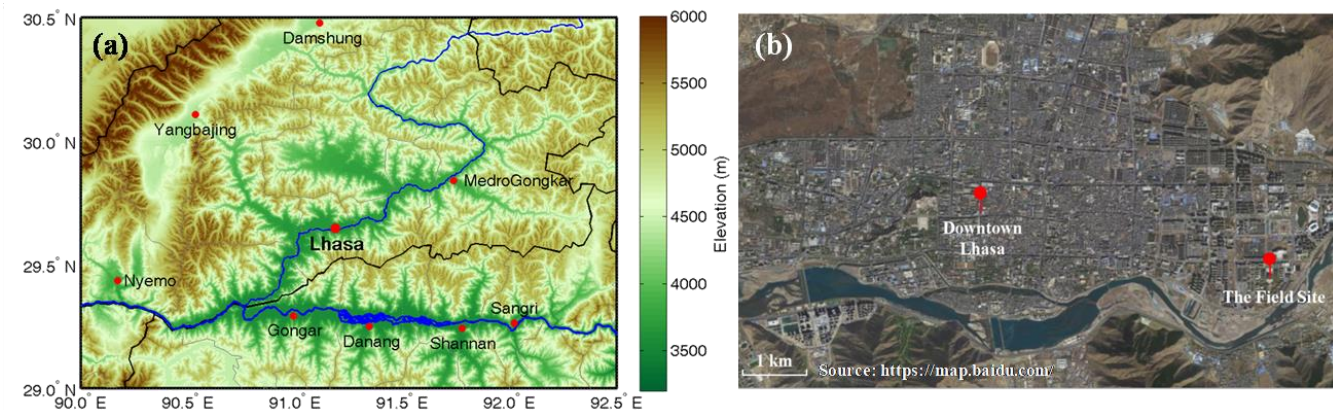 (a)
30.5° N
30.0° N
29.5° N
29.0° N
90.0° E
90.5° E
91.0° E
91.5° E
92.0° E
92.5° E
Damshung
Yangbajing
MedroGongkar
Lhasa
Nyemo
Gongar
Danang
Shannan
Sangri
6000
5500
5000
4500
4000
3500
Elevation (m)
(b)
Downtown
Lhasa
The Field Site
1 km
Source: https://map.baidu.com/